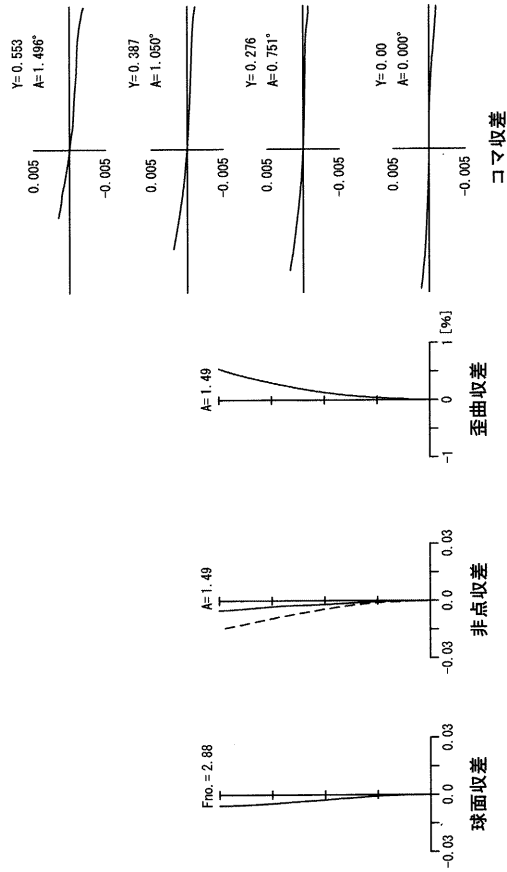 Fno. = 2.88
-0.03 0.0 0.03
球面収差
A= 1.49
-0.03 0.0 0.03
非点収差
A= 1.49
-1 0 1 [%]
歪曲収差
Y= 0.553
A= 1.496°
0.005
-0.005
Y= 0.387
A= 1.050°
0.005
-0.005
Y= 0.276
A= 0.751°
0.005
-0.005
Y= 0.00
A= 0.000°
0.005
-0.005
コマ収差